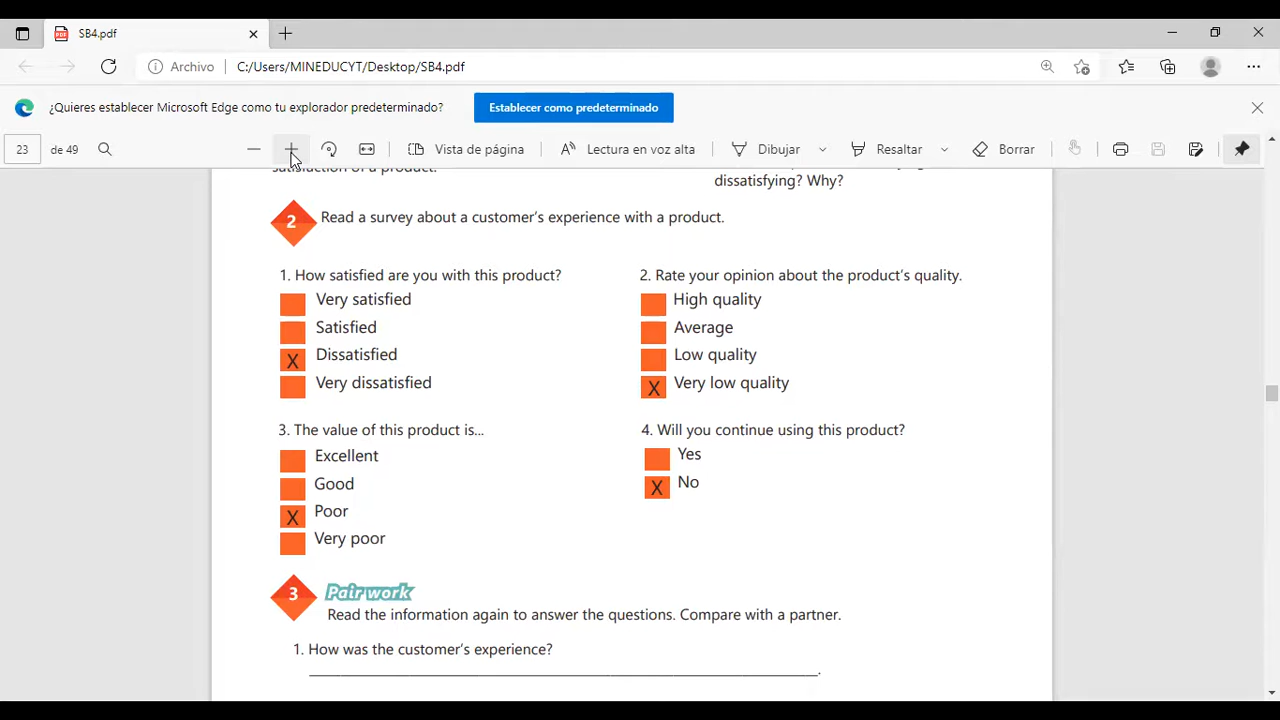 SB4.pdf
Archivo
C:/Users/MINEDUCYT/Desktop/SB4.pdf
¿Quieres establecer Microsoft Edge como tu explorador predeterminado?
Establecer como predeterminado
23 de 49
Vista de página
Lectura en voz alta
Dibujar
Resaltar
Borrar
satisfaction of a product.
dissatisfying? Why?
2
Read a survey about a customer's experience with a product.
1. How satisfied are you with this product?
Very satisfied
Satisfied
X Dissatisfied
Very dissatisfied
2. Rate your opinion about the product's quality.
High quality
Average
Low quality
X Very low quality
3. The value of this product is...
Excellent
Good
X Poor
Very poor
4. Will you continue using this product?
Yes
X No
3
Pair work
Read the information again to answer the questions. Compare with a partner.
1. How was the customer's experience?